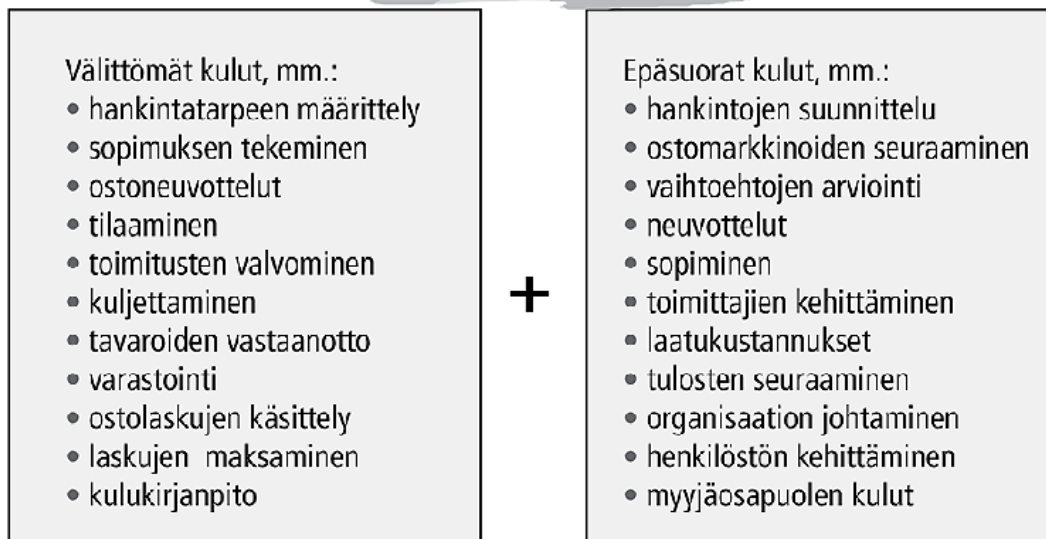 Välittömät kulut, mm.:
• hankintatarpeen määrittely
• sopimuksen tekeminen
• ostoneuvottelut
• tilaaminen
• toimitusten valvominen
• kuljettaminen
• tavaroiden vastaanotto
• varastointi
• ostolaskujen käsittely
• laskujen maksaminen
• kulukirjanpito
+
Epäsuorat kulut, mm.:
• hankintojen suunnittelu
• ostomarkkinoiden seuraaminen
• vaihtoehtojen arviointi
• neuvottelut
• sopiminen
• toimittajien kehittäminen
• laatukustannukset
• tulosten seuraaminen
• organisaation johtaminen
• henkilöstön kehittäminen
• myyjäosapuolen kulut